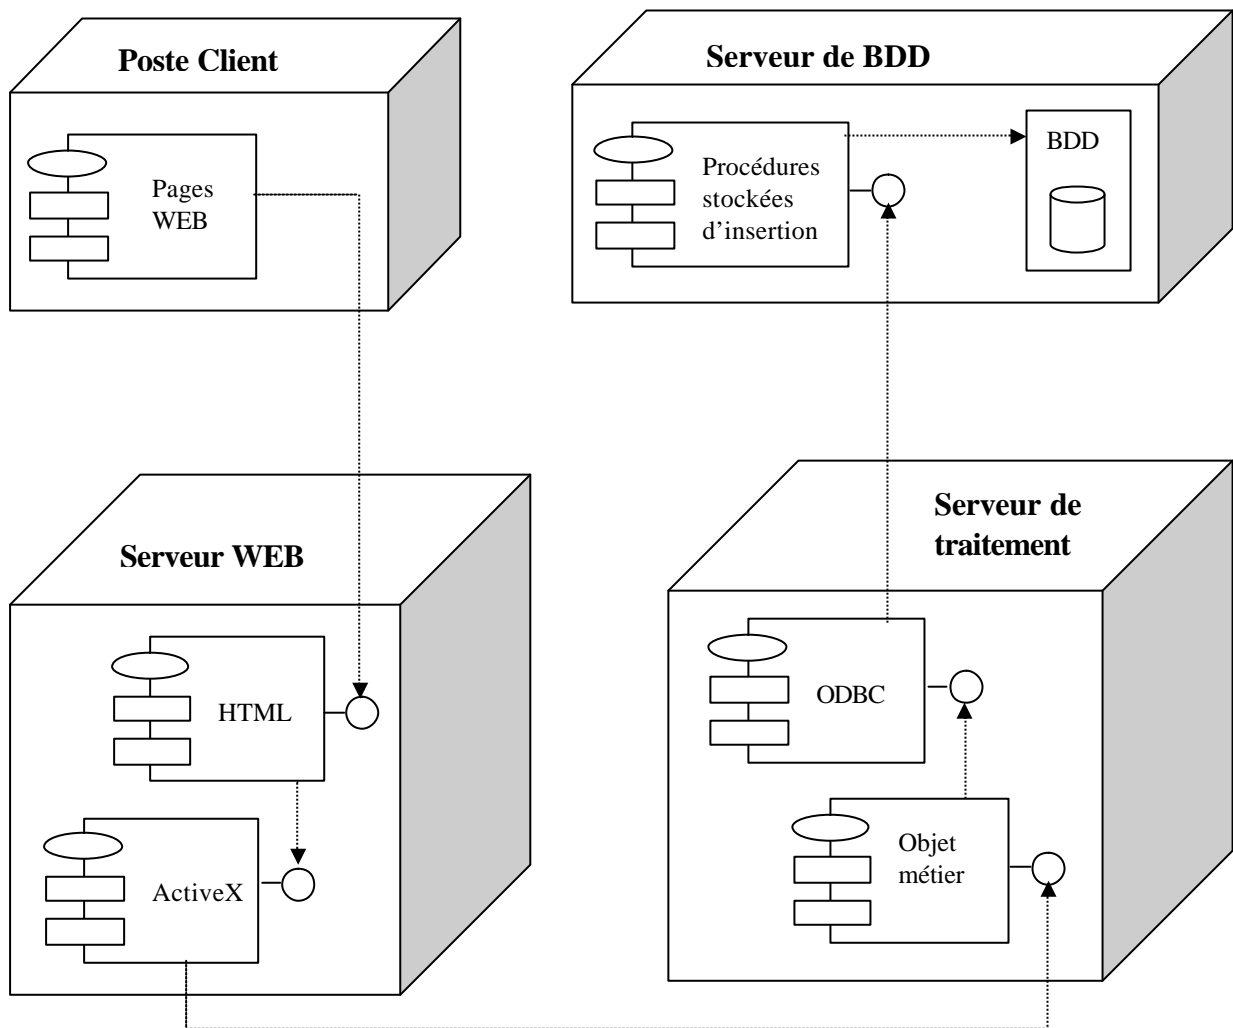 Poste Client
Pages
WEB
Serveur de BDD
Procédures
stockées
d’insertion
BDD
Serveur WEB
HTML
ActiveX
Serveur de
traitement
ODBC
Objet
métier